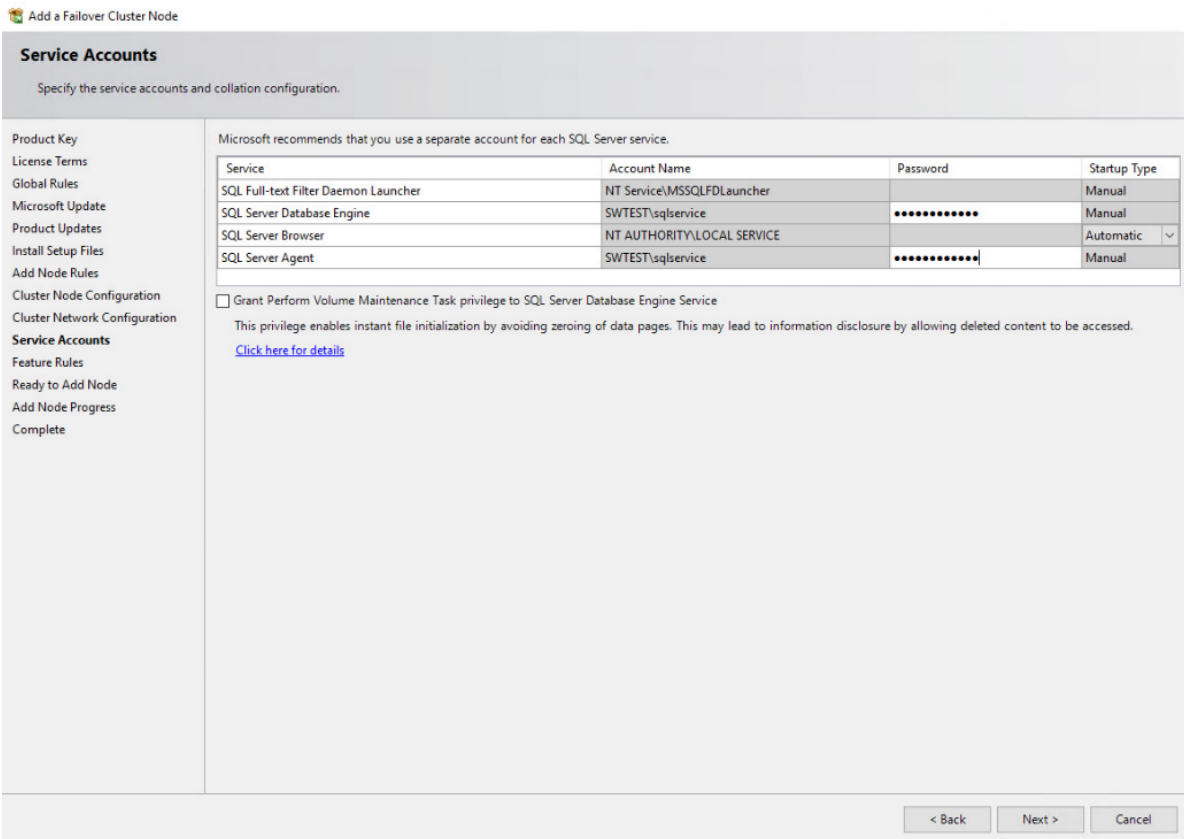 Add a Failover Cluster Node
Service Accounts
Specify the service accounts and collation configuration.
Product Key
License Terms
Global Rules
Microsoft Update
Product Updates
Install Setup Files
Add Node Rules
Cluster Node Configuration
Cluster Network Configuration
Service Accounts
Feature Rules
Ready to Add Node
Add Node Progress
Complete
Microsoft recommends that you use a separate account for each SQL Server service.
Service Account Name Password Startup Type
SQL Full-text Filter Daemon Launcher NT Service\MSSQLFDLauncher Manual
SQL Server Database Engine SWTEST\sqlservice ●●●●●●●●●●●● Manual
SQL Server Browser NT AUTHORITY\LOCAL SERVICE Automatic
SQL Server Agent SWTEST\sqlservice ●●●●●●●●●●●● Manual
Grant Perform Volume Maintenance Task privilege to SQL Server Database Engine Service
This privilege enables instant file initialization by avoiding zeroing of data pages. This may lead to information disclosure by allowing deleted content to be accessed.
Click here for details
< Back Next > Cancel